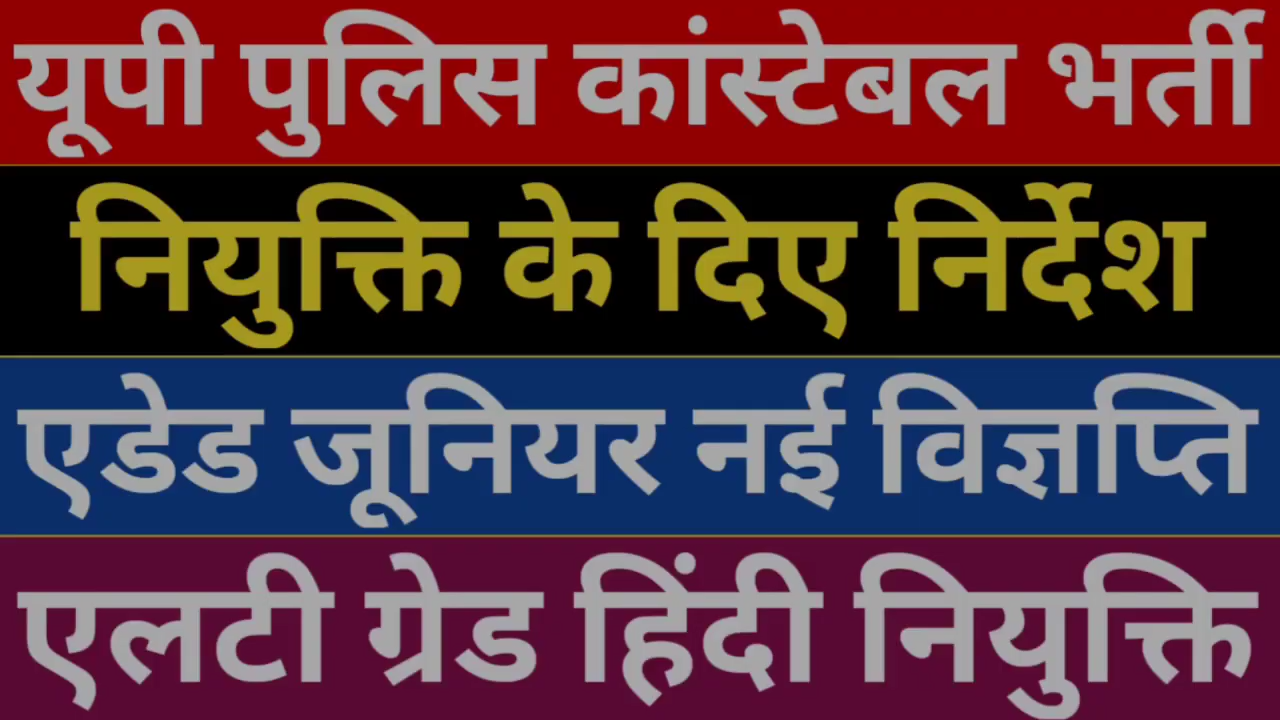 यूपी पुलिस कांस्टेबल भर्ती
नियुक्ति के दिए निर्देश
एडेड जूनियर नई विज्ञप्ति
एलटी ग्रेड हिंदी नियुक्ति